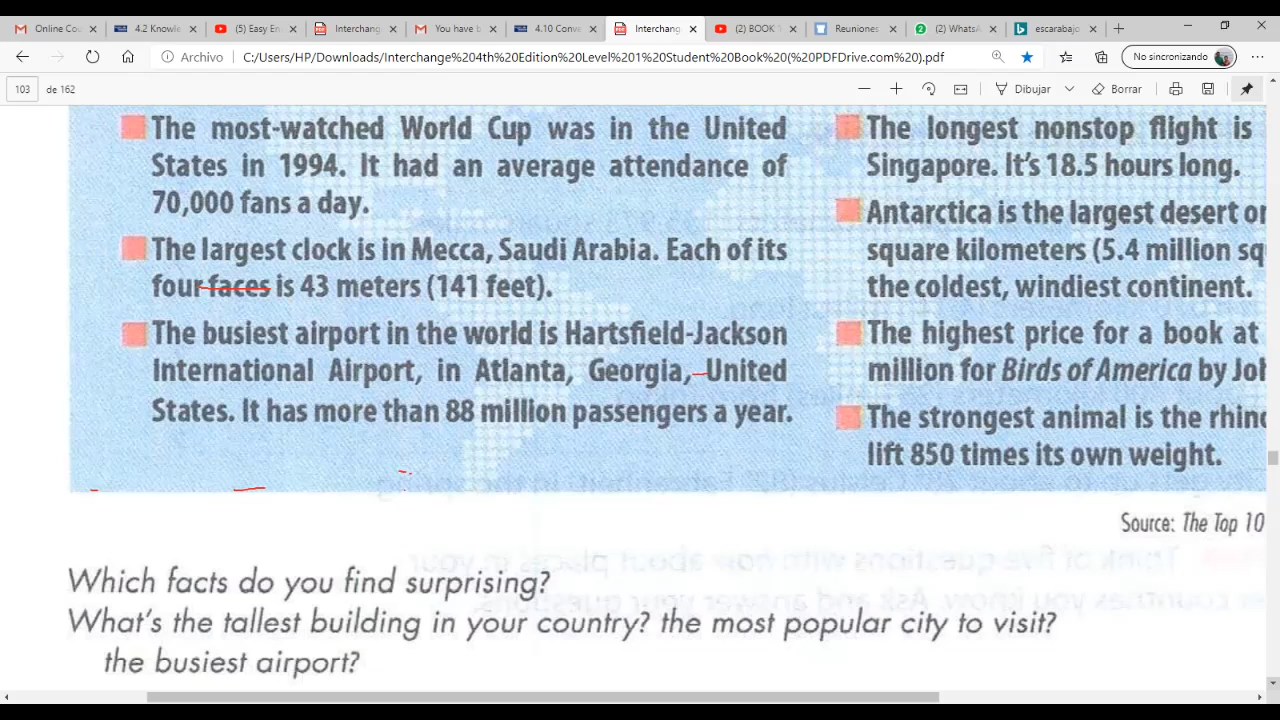 Online Cou
4.2 Knowle
(5) Easy En
Interchang
You have b
4.10 Conve
Interchang
(2) BOOK
Reuniones
(2) WhatsA
escarabajo
Archivo
C:/Users/HP/Downloads/Interchange%204th%20Edition%20Level%201%20Student%20Book%20(%20PDFDrive.com%20).pdf
No sincronizando
103
de 162
Dibujar
Borrar
The most-watched World Cup was in the United
States in 1994. It had an average attendance of
70,000 fans a day.
The largest clock is in Mecca, Saudi Arabia. Each of its
four faces is 43 meters (141 feet).
The busiest airport in the world is Hartsfield-Jackson
International Airport, in Atlanta, Georgia, United
States. It has more than 88 million passengers a year.
The longest nonstop flight is
Singapore. It's 18.5 hours long.
Antarctica is the largest desert on
square kilometers (5.4 million sq
the coldest, windiest continent.
The highest price for a book at
million for Birds of America by Joh
The strongest animal is the rhino
lift 850 times its own weight.
Source: The Top 10
Which facts do you find surprising?
What's the tallest building in your country? the most popular city to visit?
the busiest airport?